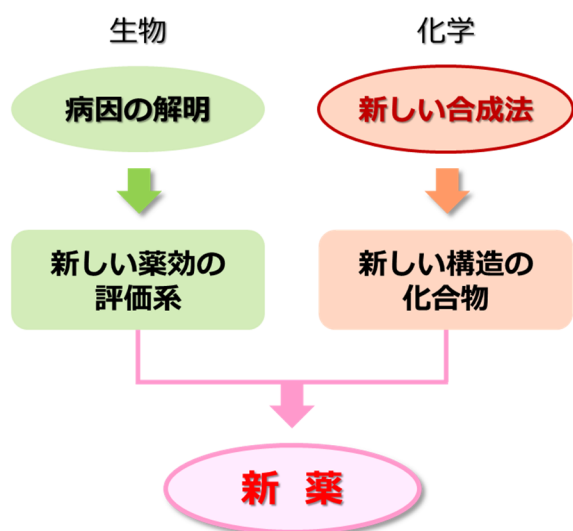 生物
化学
病因の解明
新しい合成法
新しい薬効の
評価系
新しい構造の
化合物
新 薬